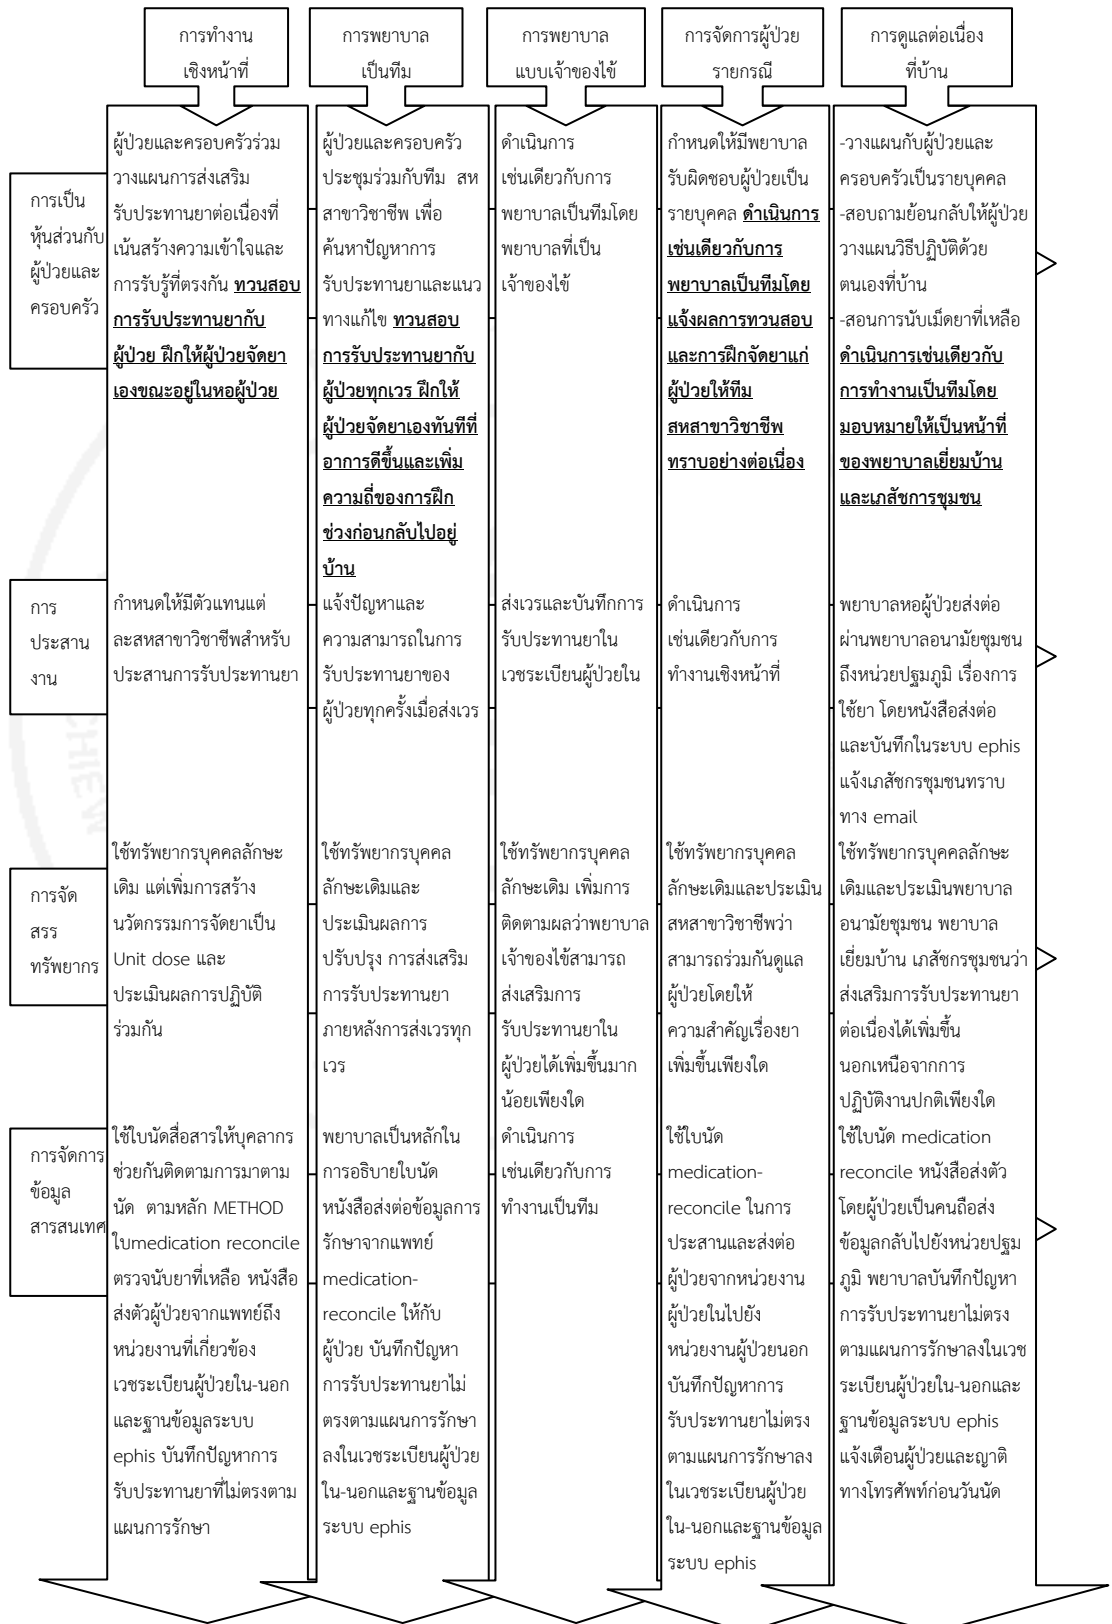 การทำงาน
เชิงหน้าที่
การพยาบาล
เป็นทีม
การพยาบาล
แบบเจ้าของไข้
การจัดการผู้ป่วย
รายกรณี
การดูแลต่อเนื่อง
ที่บ้าน
การเป็น
หุ้นส่วนกับ
ผู้ป่วยและ
ครอบครัว
ผู้ป่วยและครอบครัวร่วม
วางแผนการส่งเสริม
รับประทานยาต่อเนื่องที่
เน้นสร้างความเข้าใจและ
การรับรู้ที่ตรงกัน ทวนสอบ
การรับประทานยากับ
ผู้ป่วย ฝึกให้ผู้ป่วยจัดยา
เองขณะอยู่ในหอผู้ป่วย
ผู้ป่วยและครอบครัว
ประชุมร่วมกับทีม สห
สาขาวิชาชีพ เพื่อ
ค้นหาปัญหาการ
รับประทานยาและแนว
ทางแก้ไข ทวนสอบ
การรับประทานยากับ
ผู้ป่วยทุกเวร ฝึกให้
ผู้ป่วยจัดยาเองทันทีที่
อาการดีขึ้นและเพิ่ม
ความถี่ของการฝึก
ช่วงก่อนกลับไปอยู่
บ้าน
ดำเนินการ
เช่นเดียวกับการ
พยาบาลเป็นทีมโดย
พยาบาลที่เป็น
เจ้าของไข้
กำหนดให้มีพยาบาล
รับผิดชอบผู้ป่วยเป็น
รายบุคคล ดำเนินการ
เช่นเดียวกับการ
พยาบาลเป็นทีมโดย
แจ้งผลการทวนสอบ
และการฝึกจัดยาแก่
ผู้ป่วยให้ทีม
สหสาขาวิชาชีพ
ทราบอย่างต่อเนื่อง
-วางแผนกับผู้ป่วยและ
ครอบครัวเป็นรายบุคคล
-สอบถามย้อนกลับให้ผู้ป่วย
วางแผนวิธีปฏิบัติด้วย
ตนเองที่บ้าน
-สอนการนับเม็ดยาที่เหลือ
ดำเนินการเช่นเดียวกับ
การทำงานเป็นทีมโดย
มอบหมายให้เป็นหน้าที่
ของพยาบาลเยี่ยมบ้าน
และเภสัชการชุมชน
การ
ประสาน
งาน
กำหนดให้มีตัวแทนแต่
ละสหสาขาวิชาชีพสำหรับ
ประสานการรับประทานยา
แจ้งปัญหาและ
ความสามารถในการ
รับประทานยาของ
ผู้ป่วยทุกครั้งเมื่อส่งเวร
ส่งเวรและบันทึกการ
รับประทานยาใน
เวชระเบียนผู้ป่วยใน
ดำเนินการ
เช่นเดียวกับการ
ทำงานเชิงหน้าที่
พยาบาลหอผู้ป่วยส่งต่อ
ผ่านพยาบาลอนามัยชุมชน
ถึงหน่วยปฐมภูมิ เรื่องการ
ใช้ยา โดยหนังสือส่งต่อ
และบันทึกในระบบ ephis
แจ้งเภสัชกรชุมชนทราบ
ทาง email
การจัด
สรร
ทรัพยากร
ใช้ทรัพยากรบุคคลลักษณะ
เดิม แต่เพิ่มการสร้าง
นวัตกรรมการจัดยาเป็น
Unit dose และ
ประเมินผลการปฏิบัติ
ร่วมกัน
ใช้ทรัพยากรบุคคล
ลักษณะเดิมและ
ประเมินผลการ
ปรับปรุง การส่งเสริม
การรับประทานยา
ภายหลังการส่งเวรทุก
เวร
ใช้ทรัพยากรบุคคล
ลักษณะเดิม เพิ่มการ
ติดตามผลว่าพยาบาล
เจ้าของไข้สามารถ
ส่งเสริมการ
รับประทานยาใน
ผู้ป่วยได้เพิ่มขึ้นมาก
น้อยเพียงใด
ใช้ทรัพยากรบุคคล
ลักษณะเดิมและประเมิน
สหสาขาวิชาชีพว่า
สามารถร่วมกันดูแล
ผู้ป่วยโดยให้
ความสำคัญเรื่องยา
เพิ่มขึ้นเพียงใด
ใช้ทรัพยากรบุคคลลักษณะ
เดิมและประเมินพยาบาล
อนามัยชุมชน พยาบาล
เยี่ยมบ้าน เภสัชกรชุมชนว่า
ส่งเสริมการรับประทานยา
ต่อเนื่องได้เพิ่มขึ้น
นอกเหนือจากการ
ปฏิบัติงานปกติเพียงใด
การจัดการ
ข้อมูล
สารสนเทศ
ใช้ใบนัดสื่อสารให้บุคลากร
ช่วยกันติดตามการมาตาม
นัด ตามหลัก METHOD
ใบmedication reconcile
ตรวจนับยาที่เหลือ หนังสือ
ส่งตัวผู้ป่วยจากแพทย์ถึง
หน่วยงานที่เกี่ยวข้อง
เวชระเบียนผู้ป่วยใน-นอก
และฐานข้อมูลระบบ
ephis บันทึกปัญหาการ
รับประทานยาที่ไม่ตรงตาม
แผนการรักษา
พยาบาลเป็นหลักใน
การอธิบายใบนัด
หนังสือส่งต่อข้อมูลการ
รักษาจากแพทย์
medication-
reconcile ให้กับ
ผู้ป่วย บันทึกปัญหา
การรับประทานยาไม่
ตรงตามแผนการรักษา
ลงในเวชระเบียนผู้ป่วย
ใน-นอกและฐานข้อมูล
ระบบ ephis
ดำเนินการ
เช่นเดียวกับการ
ทำงานเป็นทีม
ใช้ใบนัด
medication-
reconcile ในการ
ประสานและส่งต่อ
ผู้ป่วยจากหน่วยงาน
ผู้ป่วยในไปยัง
หน่วยงานผู้ป่วยนอก
บันทึกปัญหาการ
รับประทานยาไม่ตรง
ตามแผนการรักษาลง
ในเวชระเบียนผู้ป่วย
ใน-นอกและฐานข้อมูล
ระบบ ephis
ใช้ใบนัด medication
reconcile หนังสือส่งตัว
โดยผู้ป่วยเป็นคนถือส่ง
ข้อมูลกลับไปยังหน่วยปฐม
ภูมิ พยาบาลบันทึกปัญหา
การรับประทานยาไม่ตรง
ตามแผนการรักษาลงในเวช
ระเบียนผู้ป่วยใน-นอกและ
ฐานข้อมูลระบบ ephis
แจ้งเตือนผู้ป่วยและญาติ
ทางโทรศัพท์ก่อนวันนัด